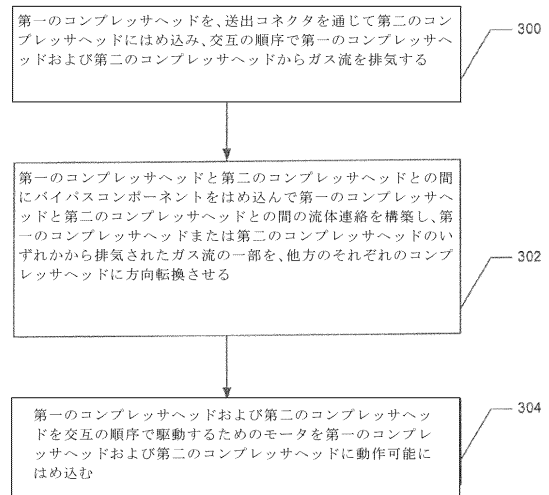 第一のコンプレッサヘッドを、送出コネクタを通じて第二のコ
ンプレッサヘッドにはめ込み、交互の順序で第一のコンプレッサヘ
ッドおよび第二のコンプレッサヘッドからガス流を排気する
300
第一のコンプレッサヘッドと第二のコンプレッサヘッドとの間
にバイパスコンポーネントをはめ込んで第一のコンプレッサヘ
ッドと第二のコンプレッサヘッドとの間の流体連絡を構築し、第
一のコンプレッサヘッドまたは第二のコンプレッサヘッドのい
ずれかから排気されたガス流の一部を、他方のそれぞれのコンプ
レッサヘッドに方向転換させる
302
第一のコンプレッサヘッドおよび第二のコンプレッサヘッ
ドを交互の順序で駆動するためのモータを第一のコンプレ
ッサヘッドおよび第二のコンプレッサヘッドに動作可能に
はめ込む
304